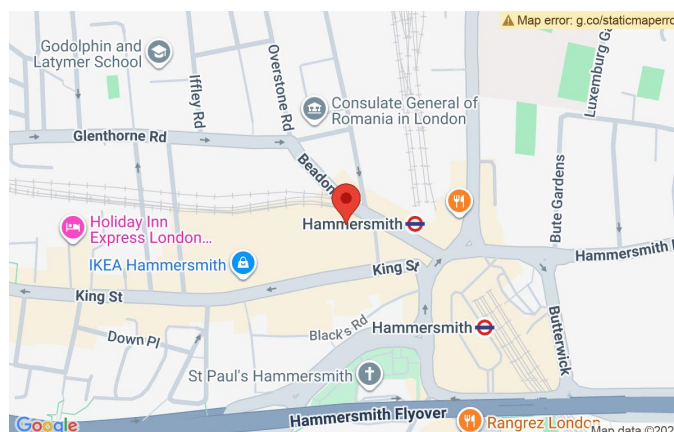 Map error: g.co/staticmaperro
Godolphin and
Latymer School
Iffley Rd
Overstone Rd
Luxemburg Ga
Consulate General of
Romania in London
Glenthorne Rd
Beadon
Bute Gardens
Holiday Inn
Express London...
Hammersmith
Hammersmith
IKEA Hammersmith
King St
King St
Butterwick
Down Pl
Black's Rd
Hammersmith
St Paul's Hammersmith
Hammersmith Flyover
Google
Rangrez London
Map data ©202